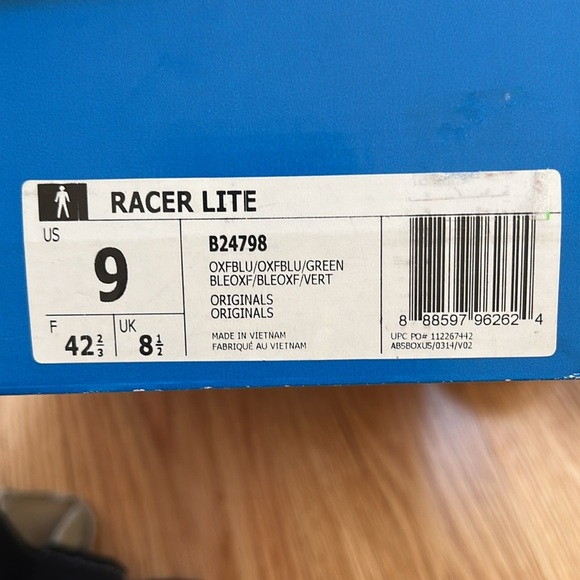 RACER LITE
US
9
F
42 2/3
UK
8 1/2
B24798
OXFBLU/OXFBLU/GREEN
BLEOXF/BLEOXF/VERT
ORIGINALS
ORIGINALS
MADE IN VIETNAM
FABRIQUÉ AU VIETNAM
8 88597 96262 4
UPC PO# 112267442
ABSBOXUS/0314/V02